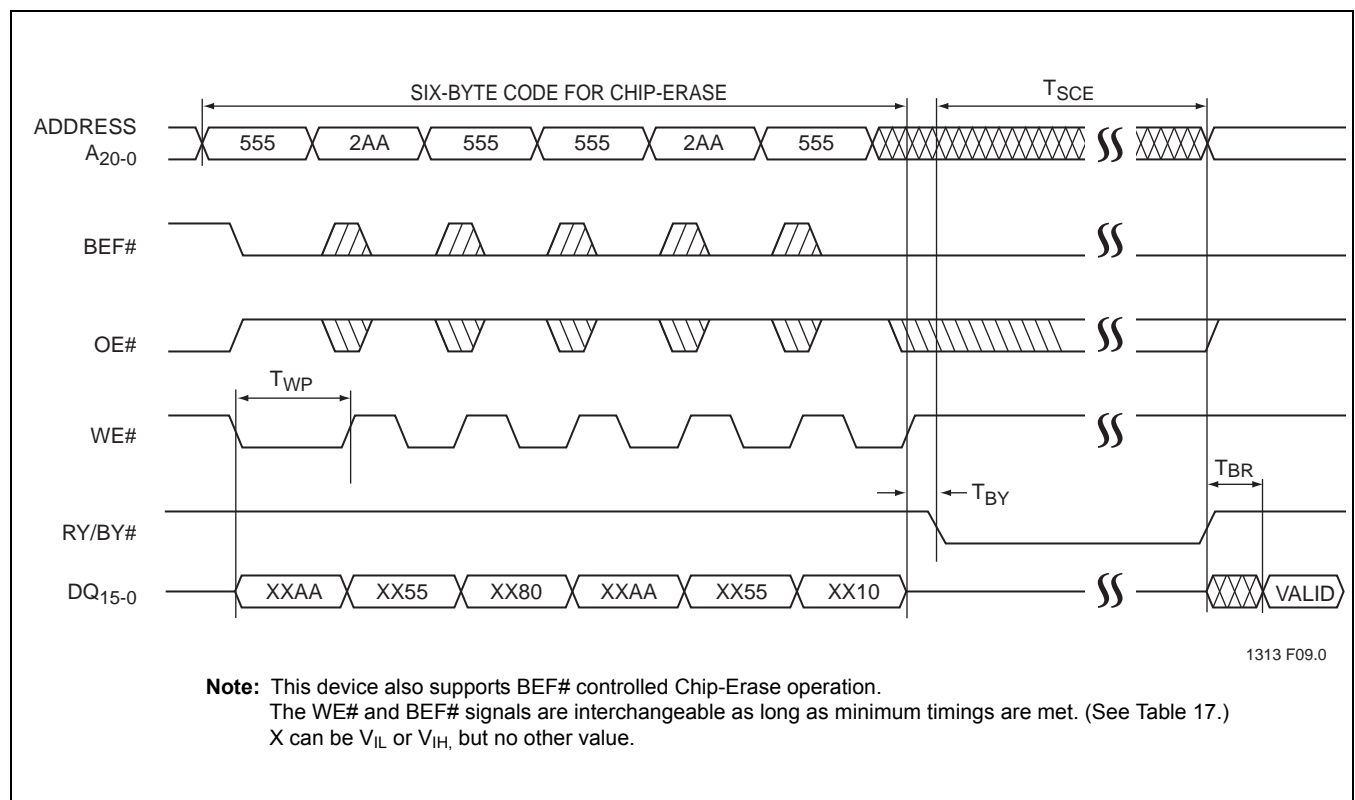 SIX-BYTE CODE FOR CHIP-ERASE
TSCE
ADDRESS
A20-0
555 2AA 555 555 2AA 555
BEF#
OE#
TWP
WE#
TBR
TBY
RY/BY#
DQ15-0
XXAA XX55 XX80 XXAA XX55 XX10 VALID
1313 F09.0
Note: This device also supports BEF# controlled Chip-Erase operation.
The WE# and BEF# signals are interchangeable as long as minimum timings are met. (See Table 17.)
X can be VIL or VIH, but no other value.